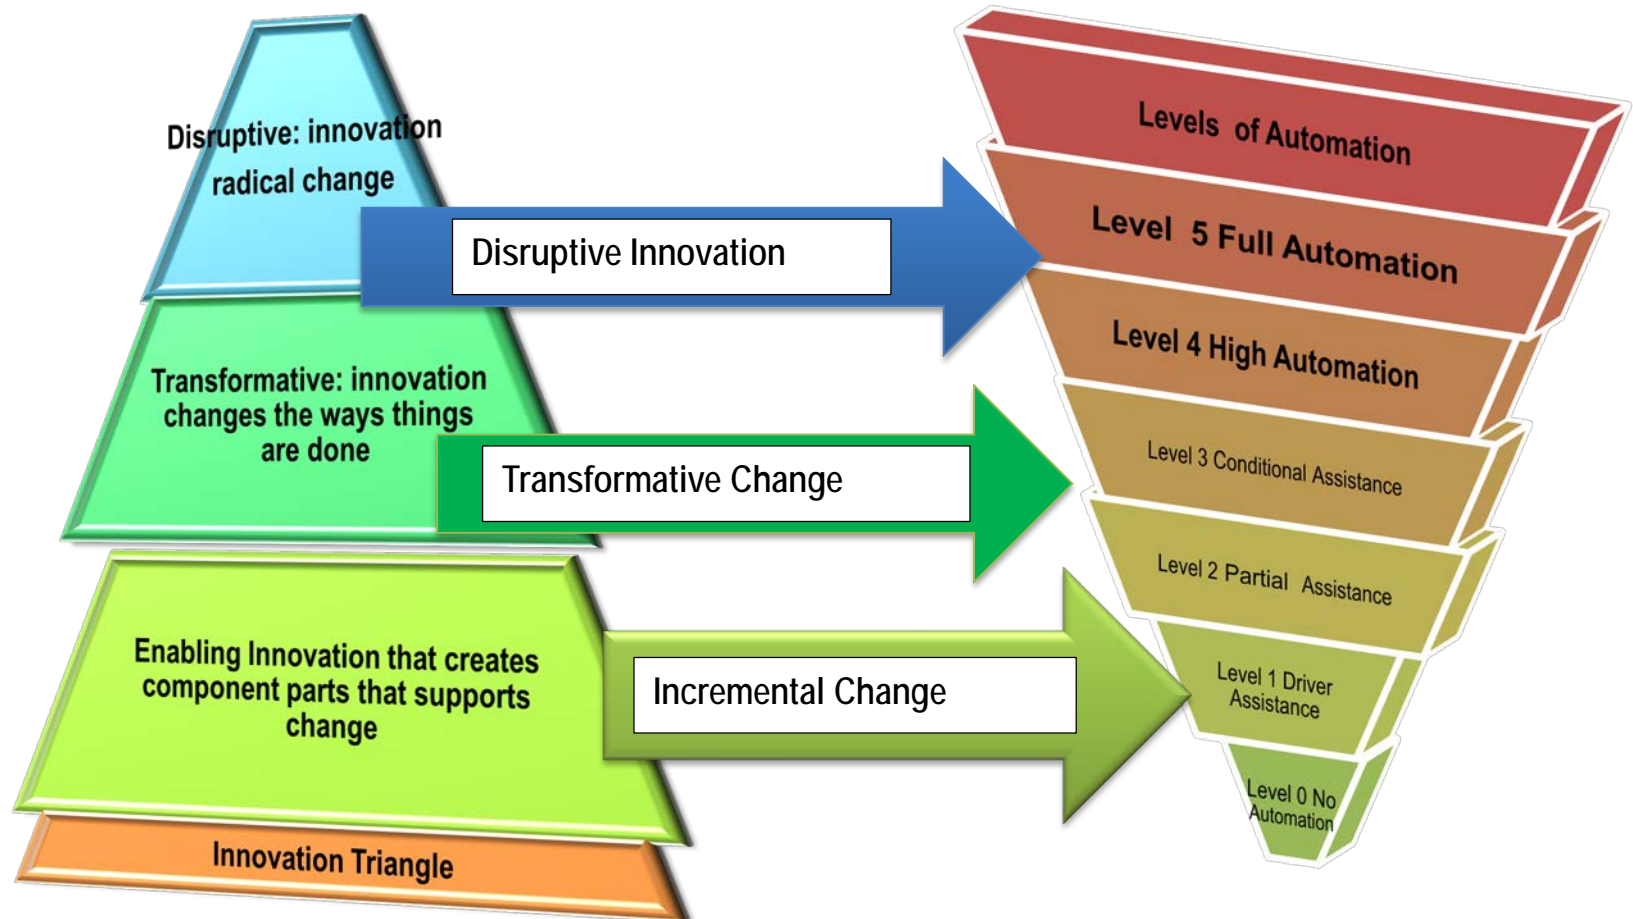 Disruptive: innovation
radical change
Transformative: innovation
changes the ways things
are done
Enabling Innovation that creates
component parts that supports
change
Innovation Triangle
Disruptive Innovation
Transformative Change
Incremental Change
Levels of Automation
Level 5 Full Automation
Level 4 High Automation
Level 3 Conditional Assistance
Level 2 Partial Assistance
Level 1 Driver
Assistance
Level 0 No
Automation